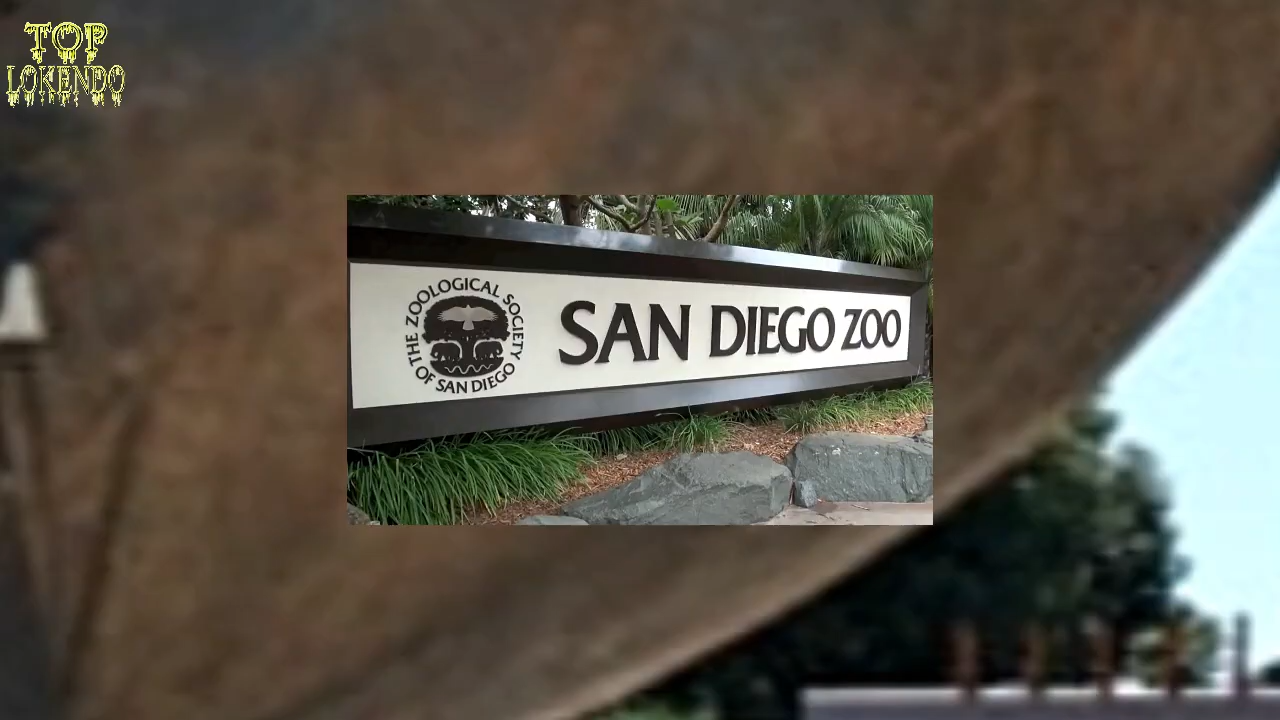 TOP
LOKENDO
THE ZOOLOGICAL SOCIETY OF SAN DIEGO
SAN DIEGO ZOO